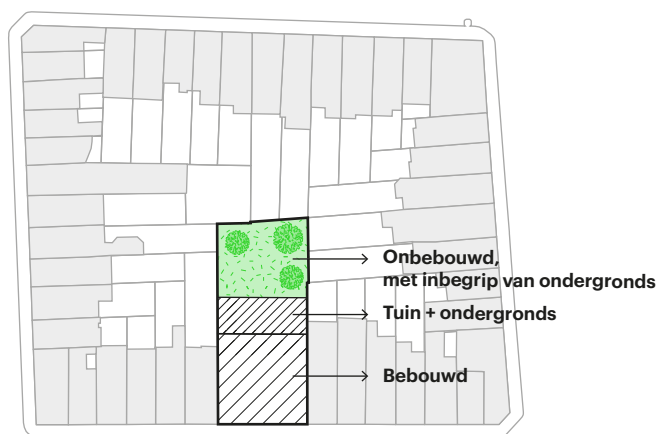 Onbebouwd,
met inbegrip van ondergronds
Tuin + ondergronds
Bebouwd